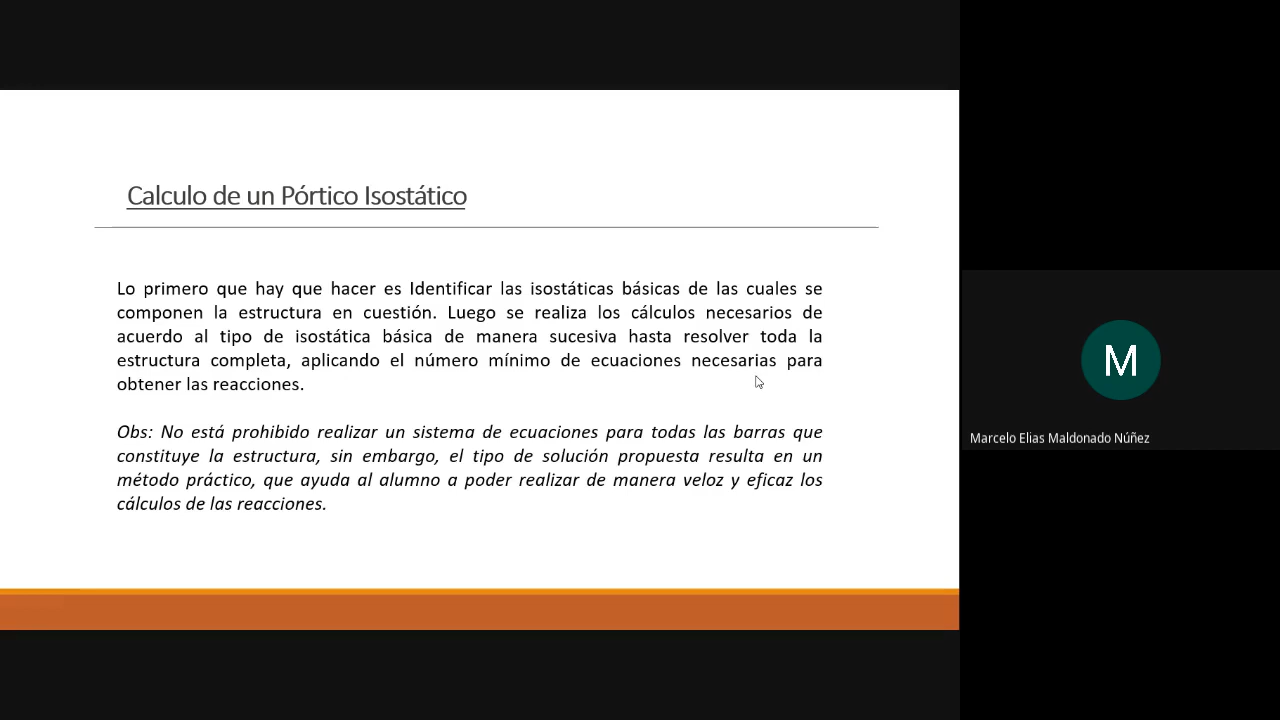 Calculo de un Pórtico Isostático
Lo primero que hay que hacer es Identificar las isostáticas básicas de las cuales se
componen la estructura en cuestión. Luego se realiza los cálculos necesarios de
acuerdo al tipo de isostática básica de manera sucesiva hasta resolver toda la
estructura completa, aplicando el número mínimo de ecuaciones necesarias para
obtener las reacciones.
Obs: No está prohibido realizar un sistema de ecuaciones para todas las barras que
constituye la estructura, sin embargo, el tipo de solución propuesta resulta en un
método práctico, que ayuda al alumno a poder realizar de manera veloz y eficaz los
cálculos de las reacciones.
M
Marcelo Elias Maldonado Núñez